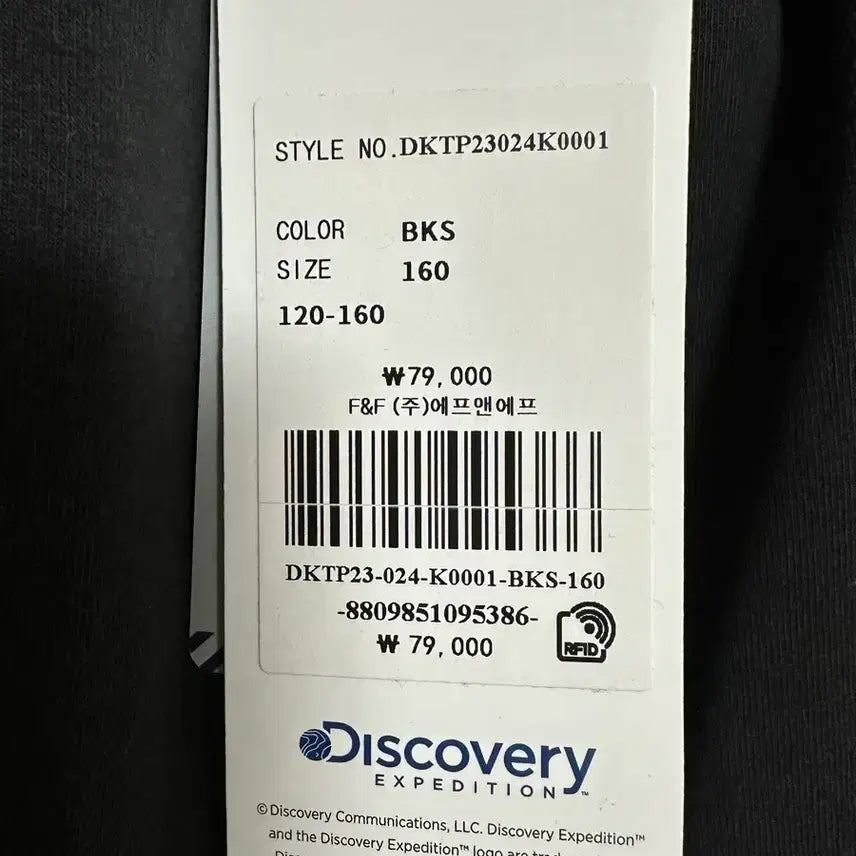 STYLE NO.DKTP23024K0001
COLOR BKS
SIZE 160
120-160
₩79,000
F&F (주)에프앤에프
DKTP23-024-K0001-BKS-160
-8809851095386-
₩ 79,000
RFID
Discovery
EXPEDITION™
©Discovery Communications, LLC. Discovery Expedition™
and the Discovery Expedition™ logo are